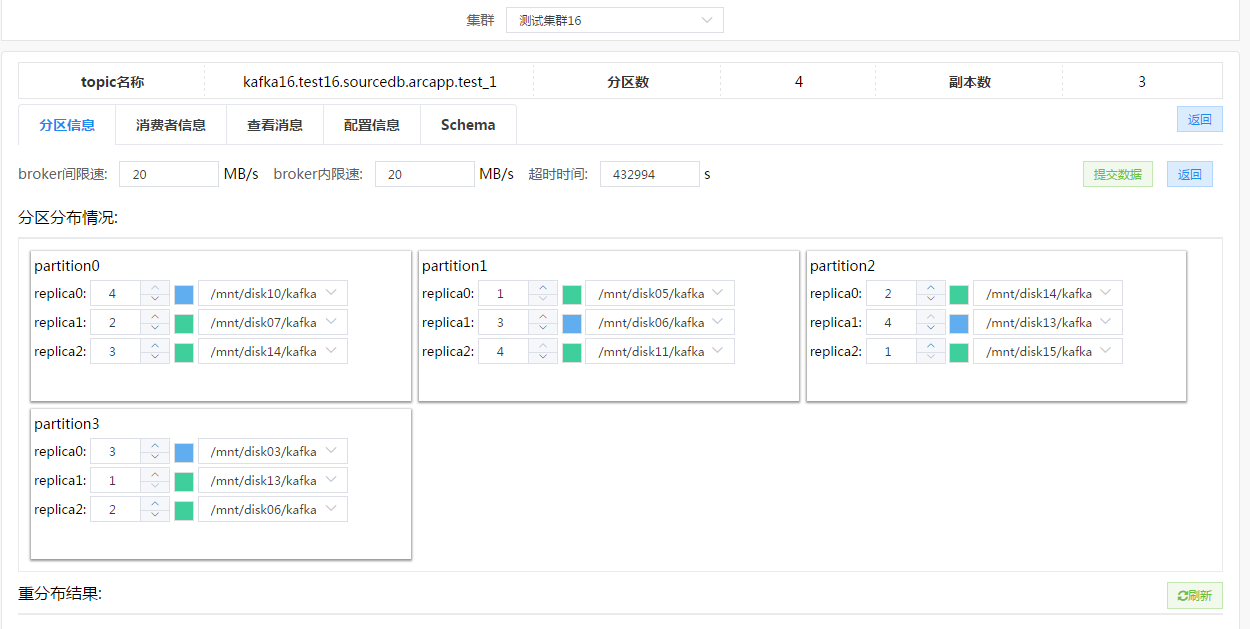 集群 测试集群16
topic名称 kafka16.test16.sourcedb.arcapp.test_1 分区数 4 副本数 3
分区信息 消费者信息 查看消息 配置信息 Schema 返回
broker间限速: 20 MB/s broker内限速: 20 MB/s 超时时间: 432994 s 提交数据 返回
分区分布情况:
partition0
replica0: 4 /mnt/disk10/kafka
replica1: 2 /mnt/disk07/kafka
replica2: 3 /mnt/disk14/kafka
partition1
replica0: 1 /mnt/disk05/kafka
replica1: 3 /mnt/disk06/kafka
replica2: 4 /mnt/disk11/kafka
partition2
replica0: 2 /mnt/disk14/kafka
replica1: 4 /mnt/disk13/kafka
replica2: 1 /mnt/disk15/kafka
partition3
replica0: 3 /mnt/disk03/kafka
replica1: 1 /mnt/disk13/kafka
replica2: 2 /mnt/disk06/kafka
重分布结果: 刷新